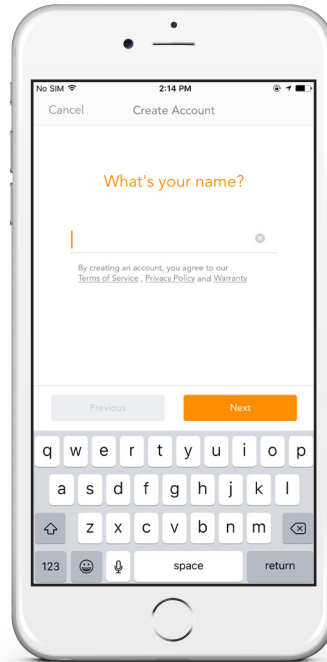 No SIM 2:14 PM
Cancel Create Account
What's your name?
By creating an account, you agree to our
Terms of Service , Privacy Policy and Warranty
Previous Next
q w e r t y u i o p
a s d f g h j k l
z x c v b n m
123 space return